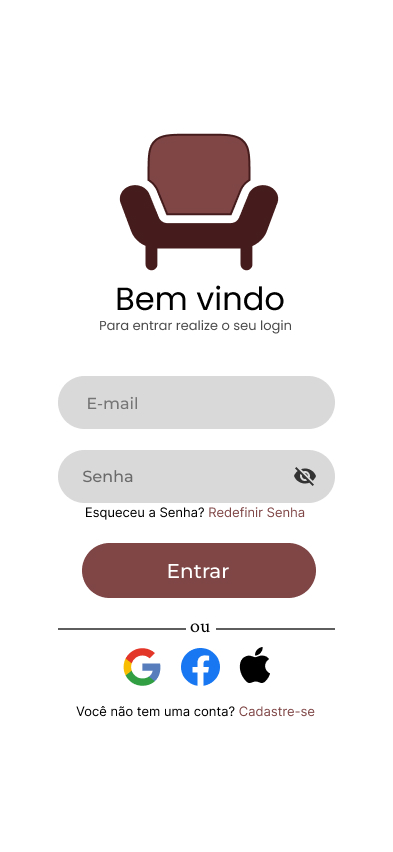 Bem vindo
Para entrar realize o seu login
E-mail
Senha
Esqueceu a Senha? Redefinir Senha
Entrar
ou
Você não tem uma conta? Cadastre-se